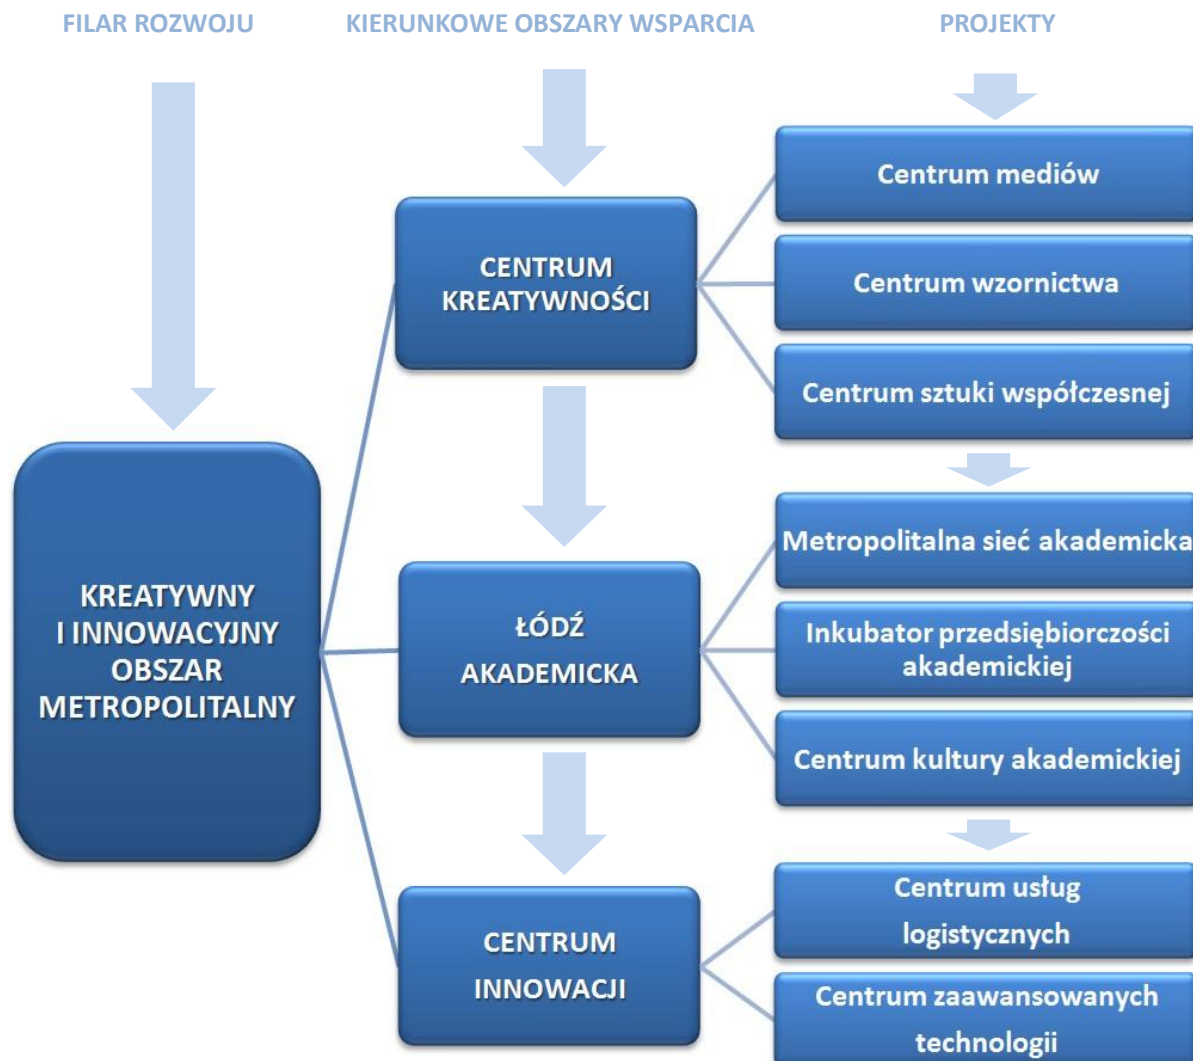 FILAR ROZWOJU
KIERUNKOWE OBSZARY WSPARCIA
PROJEKTY
KREATYWNY
I INNOWACYJNY
OBSZAR
METROPOLITALNY
CENTRUM
KREATYWNOŚCI
Centrum mediów
Centrum wzornictwa
Centrum sztuki współczesnej
ŁÓDŹ
AKADEMICKA
Metropolitalna sieć akademicka
Inkubator przedsiębiorczości
akademickiej
Centrum kultury akademickiej
CENTRUM
INNOWACJI
Centrum usług
logistycznych
Centrum zaawansowanych
technologii